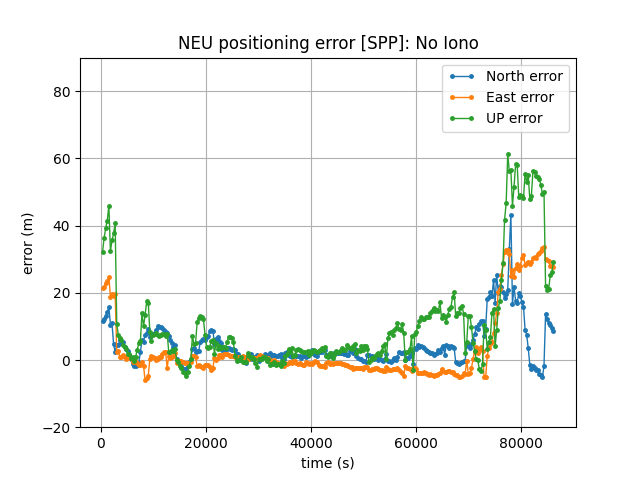 NEU positioning error [SPP]: No Iono
North error
East error
UP error
80
60
40
20
0
−20
error (m)
0 20000 40000 60000 80000
time (s)